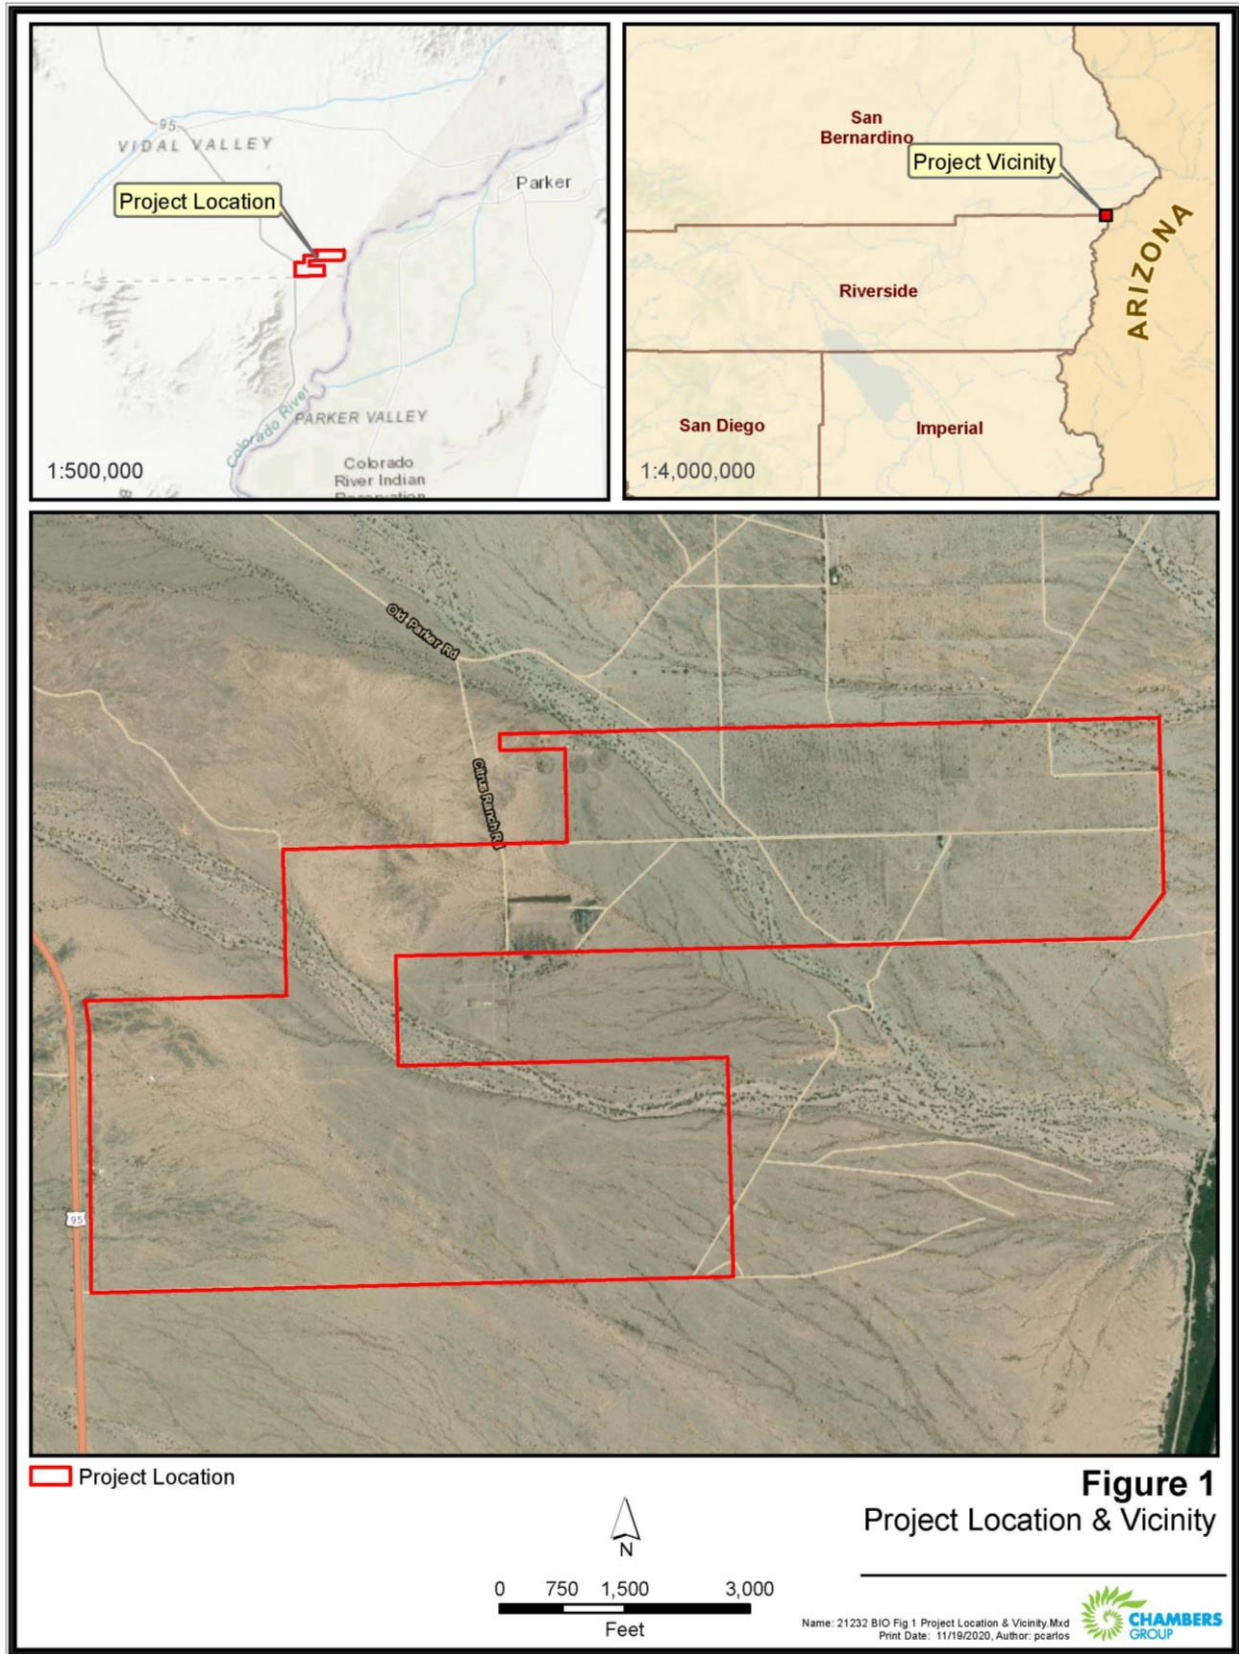 95
VIDAL VALLEY
Project Location
Parker
Colorado River
PARKER VALLEY
Colorado
River Indian
Reservation
1:500,000
San
Bernardino
Project Vicinity
Riverside
ARIZONA
San Diego
Imperial
1:4,000,000
Old Parker Rd
Citrus Ranch Rd
95
Project Location
Figure 1
Project Location & Vicinity
N
0 750 1,500 3,000
Feet
Name: 21232 BIO Fig 1 Project Location & Vicinity.Mxd
Print Date: 11/19/2020, Author: pcarlos
CHAMBERS
GROUP